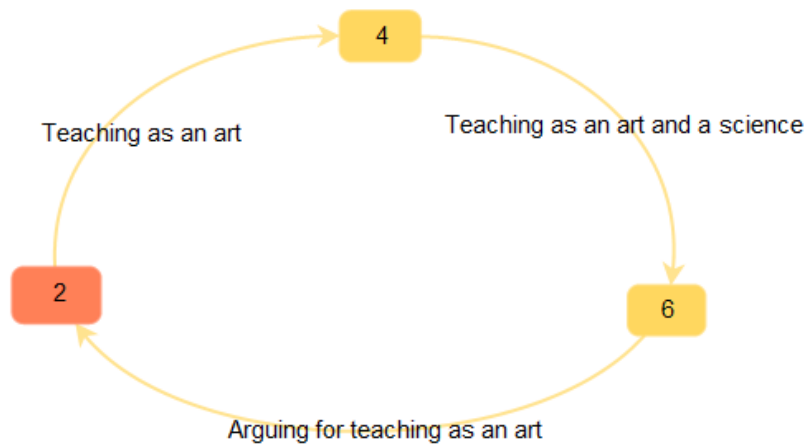 4
Teaching as an art
Teaching as an art and a science
2
6
Arguing for teaching as an art